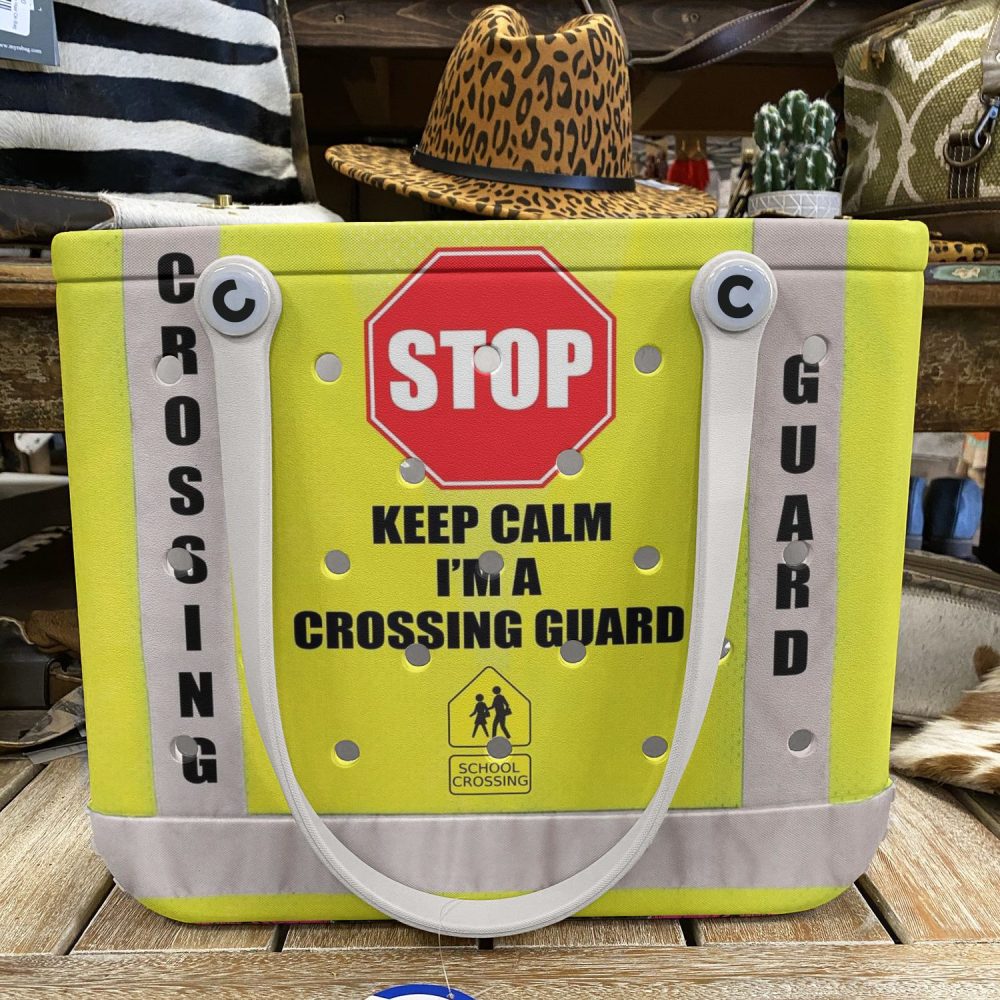 CROSSING
C
C
STOP
GUARD
KEEP CALM
I'M A
CROSSING GUARD
SCHOOL
CROSSING